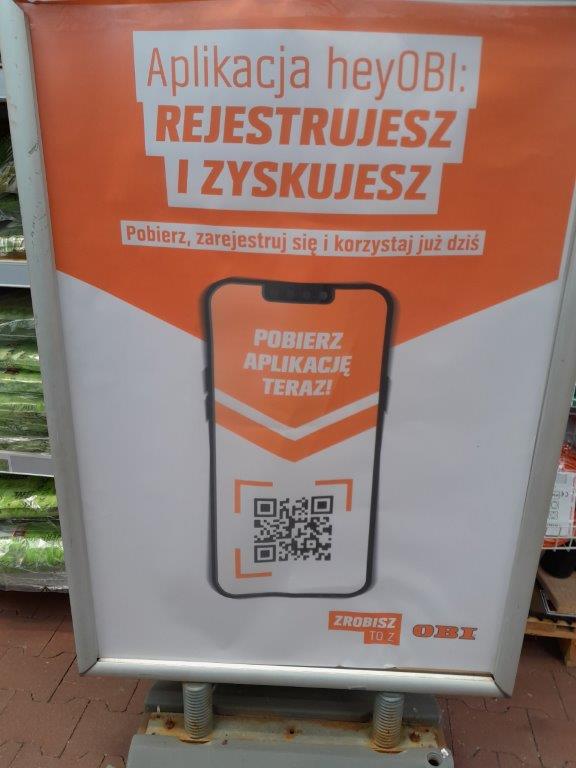 Aplikacja heyOBI:
REJESTRUJESZ
I ZYSKUJESZ
Pobierz, zarejestruj się i korzystaj już dziś
POBIERZ
APLIKACJĘ
TERAZ!
ZROBISZ
TO Z
OBI